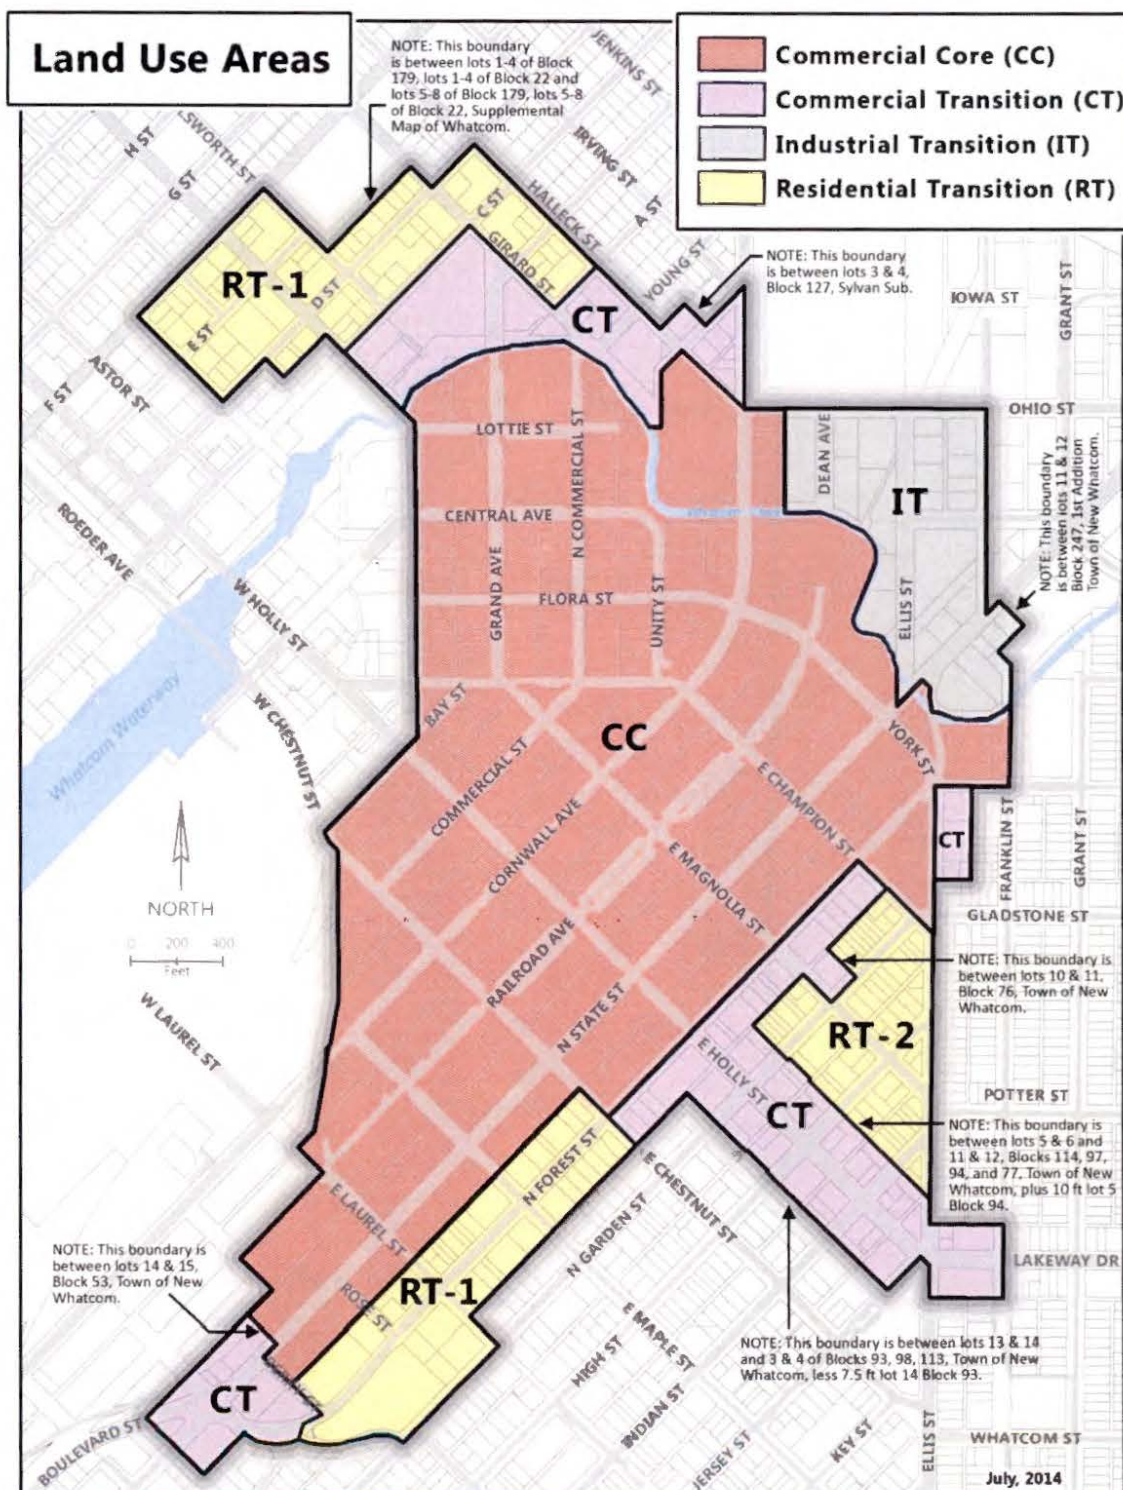 Land Use Areas
NOTE: This boundary
is between lots 1-4 of Block
179, lots 1-4 of Block 22 and
lots 5-8 of Block 179, lots 5-8
of Block 22, Supplemental
Map of Whatcom.
Commercial Core (CC)
Commercial Transition (CT)
Industrial Transition (IT)
Residential Transition (RT)
JENKINS ST
IRVING ST
A ST
H ST
G ST
LSWORTH ST
C ST
HALLECK ST
GIRARD ST
YOUNG ST
NOTE: This boundary
is between lots 3 & 4,
Block 127, Sylvan Sub.
IOWA ST
GRANT ST
RT-1
D ST
E ST
CT
ASTOR ST
F ST
OHIO ST
LOTTIE ST
N COMMERCIAL ST
DEAN AVE
IT
NOTE: This boundary
is between lots 11 & 12
Block 247, 1st Addition
Town of New Whatcom.
CENTRAL AVE
ROEDER AVE
W HOLLY ST
GRAND AVE
FLORA ST
UNITY ST
ELLIS ST
BAY ST
W CHESTNUT ST
Whatcom Waterway
CC
YORK ST
COMMERCIAL ST
E CHAMPION ST
CORNWALL AVE
E MAGNOLIA ST
CT
FRANKLIN ST
GRANT ST
NORTH
0 200 400
Feet
GLADSTONE ST
RAILROAD AVE
NOTE: This boundary is
between lots 10 & 11,
Block 76, Town of New
Whatcom.
W LAUREL ST
N STATE ST
RT-2
E HOLLY ST
CT
POTTER ST
NOTE: This boundary is
between lots 5 & 6 and
11 & 12, Blocks 114, 97,
94, and 77, Town of New
Whatcom, plus 10 ft lot 5
Block 94.
N FOREST ST
E CHESTNUT ST
E LAUREL ST
N GARDEN ST
LAKEWAY DR
NOTE: This boundary is
between lots 14 & 15,
Block 53, Town of New
Whatcom.
RT-1
ROSE ST
E MAPLE ST
HIGH ST
NOTE: This boundary is between lots 13 & 14
and 3 & 4 of Blocks 93, 98, 113, Town of New
Whatcom, less 7.5 ft lot 14 Block 93.
CT
BOULEVARD ST
INDIAN ST
JERSEY ST
KEY ST
ELLIS ST
WHATCOM ST
July, 2014